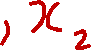 , x₂